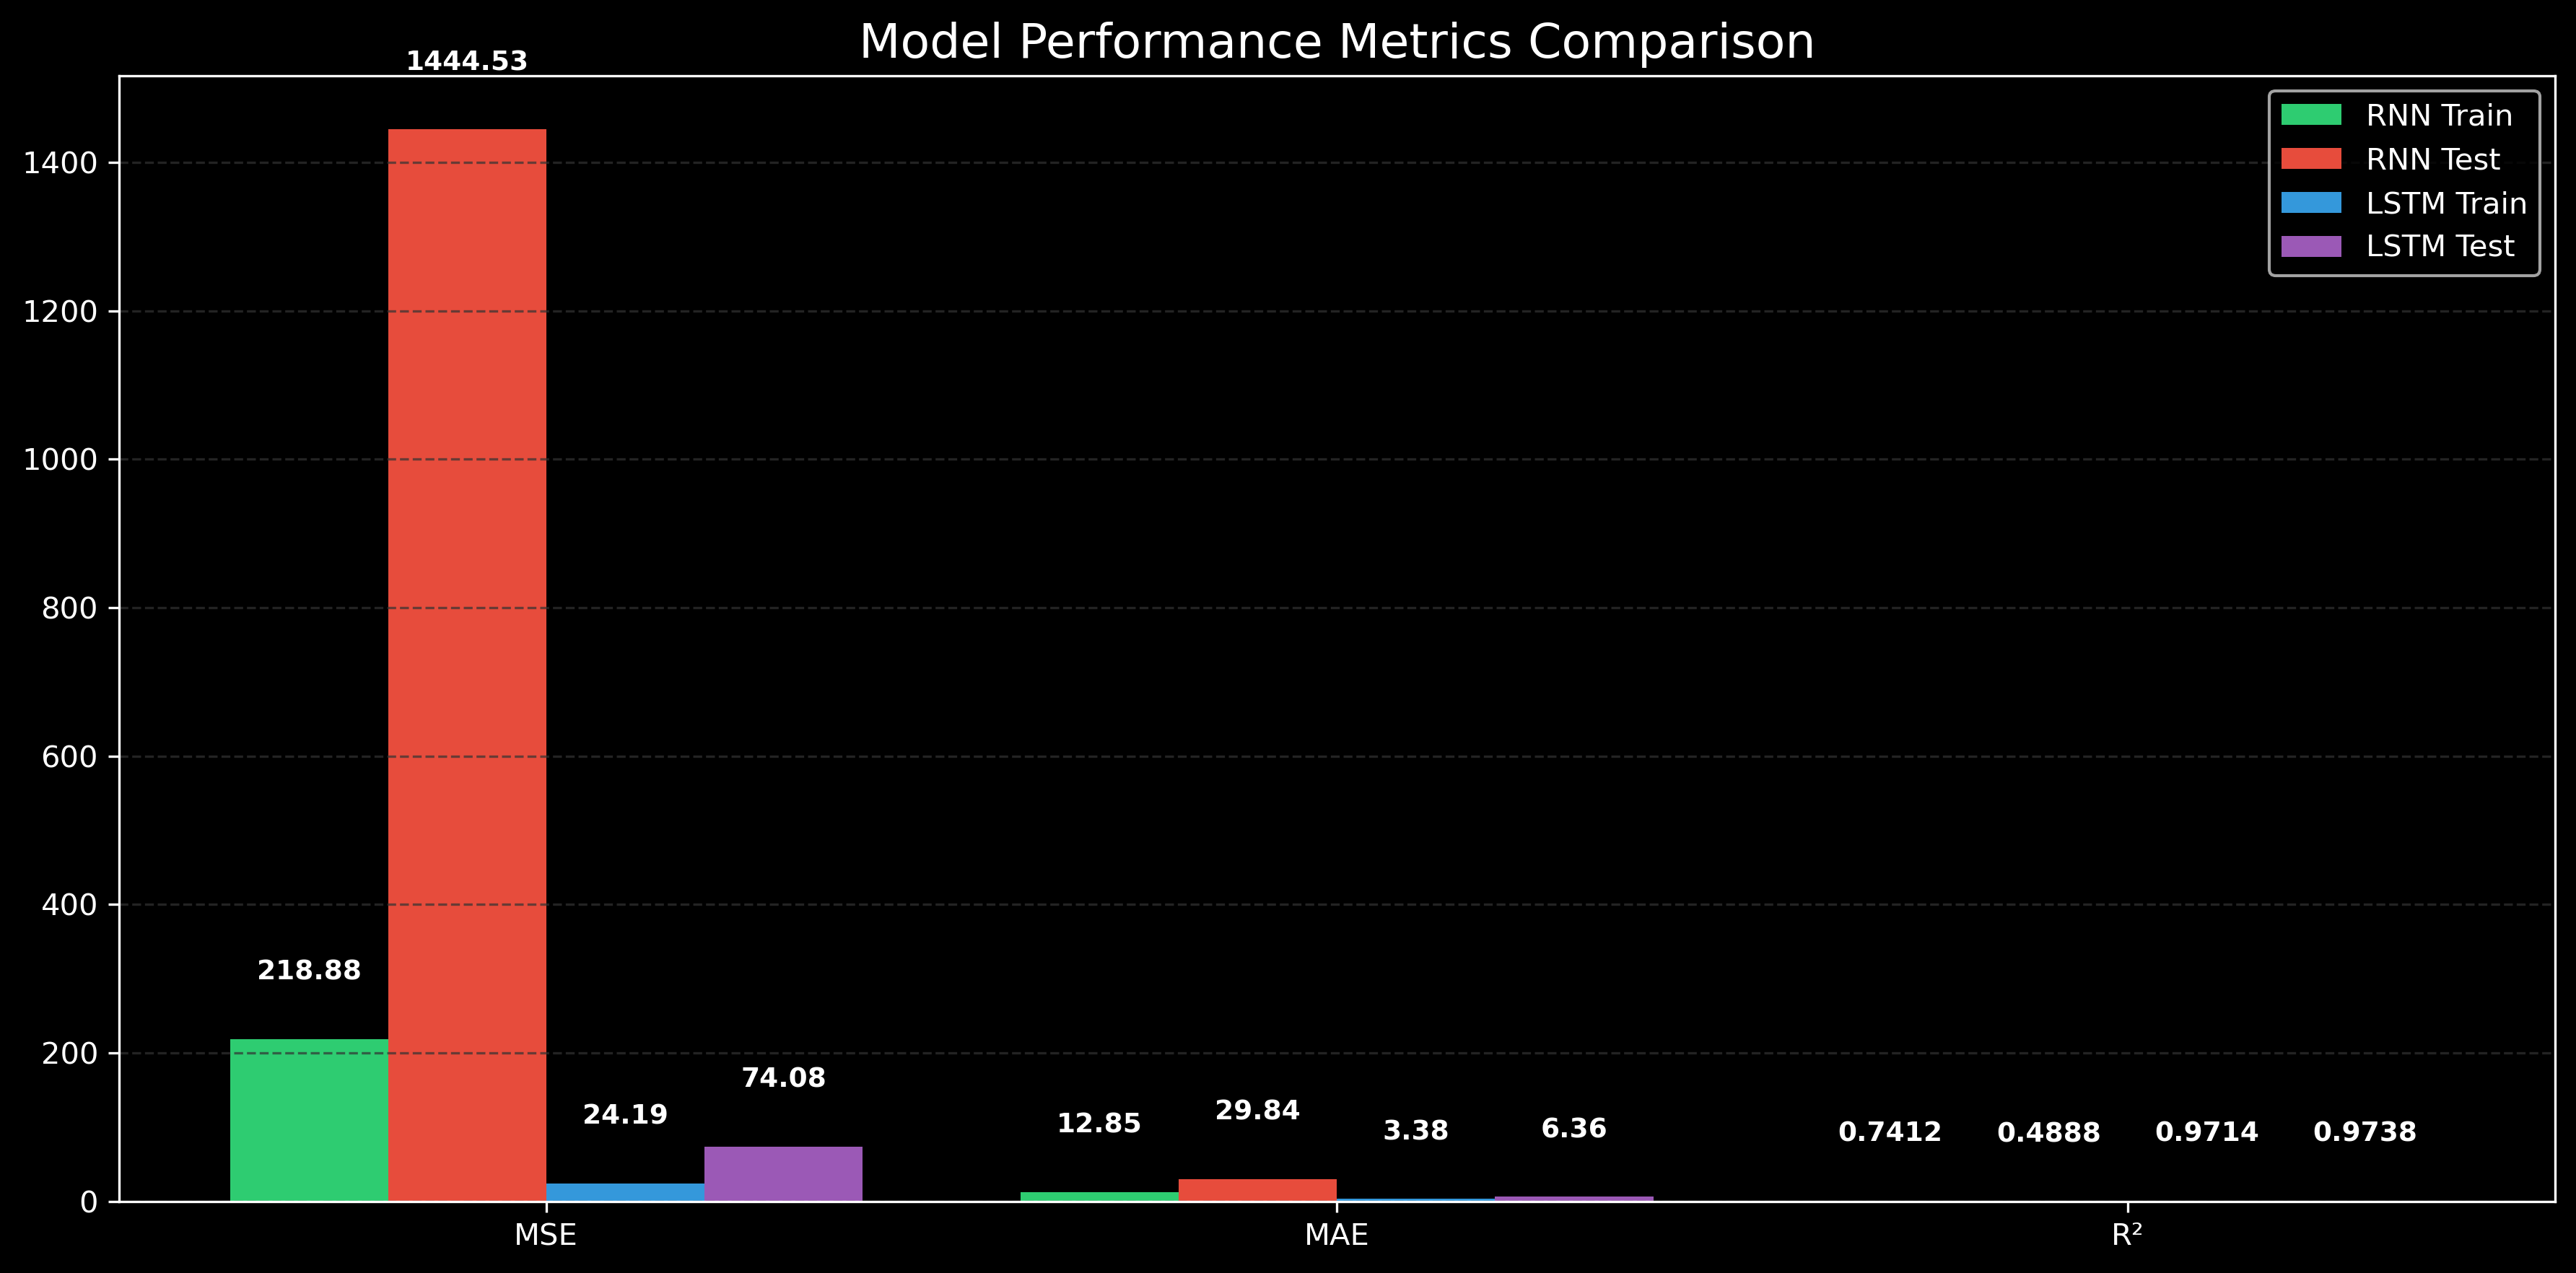 Model Performance Metrics Comparison
1444.53
RNN Train
RNN Test
LSTM Train
LSTM Test
1400
1200
1000
800
600
400
200
0
218.88
24.19
74.08
12.85
29.84
3.38
6.36
0.7412
0.4888
0.9714
0.9738
MSE
MAE
R²